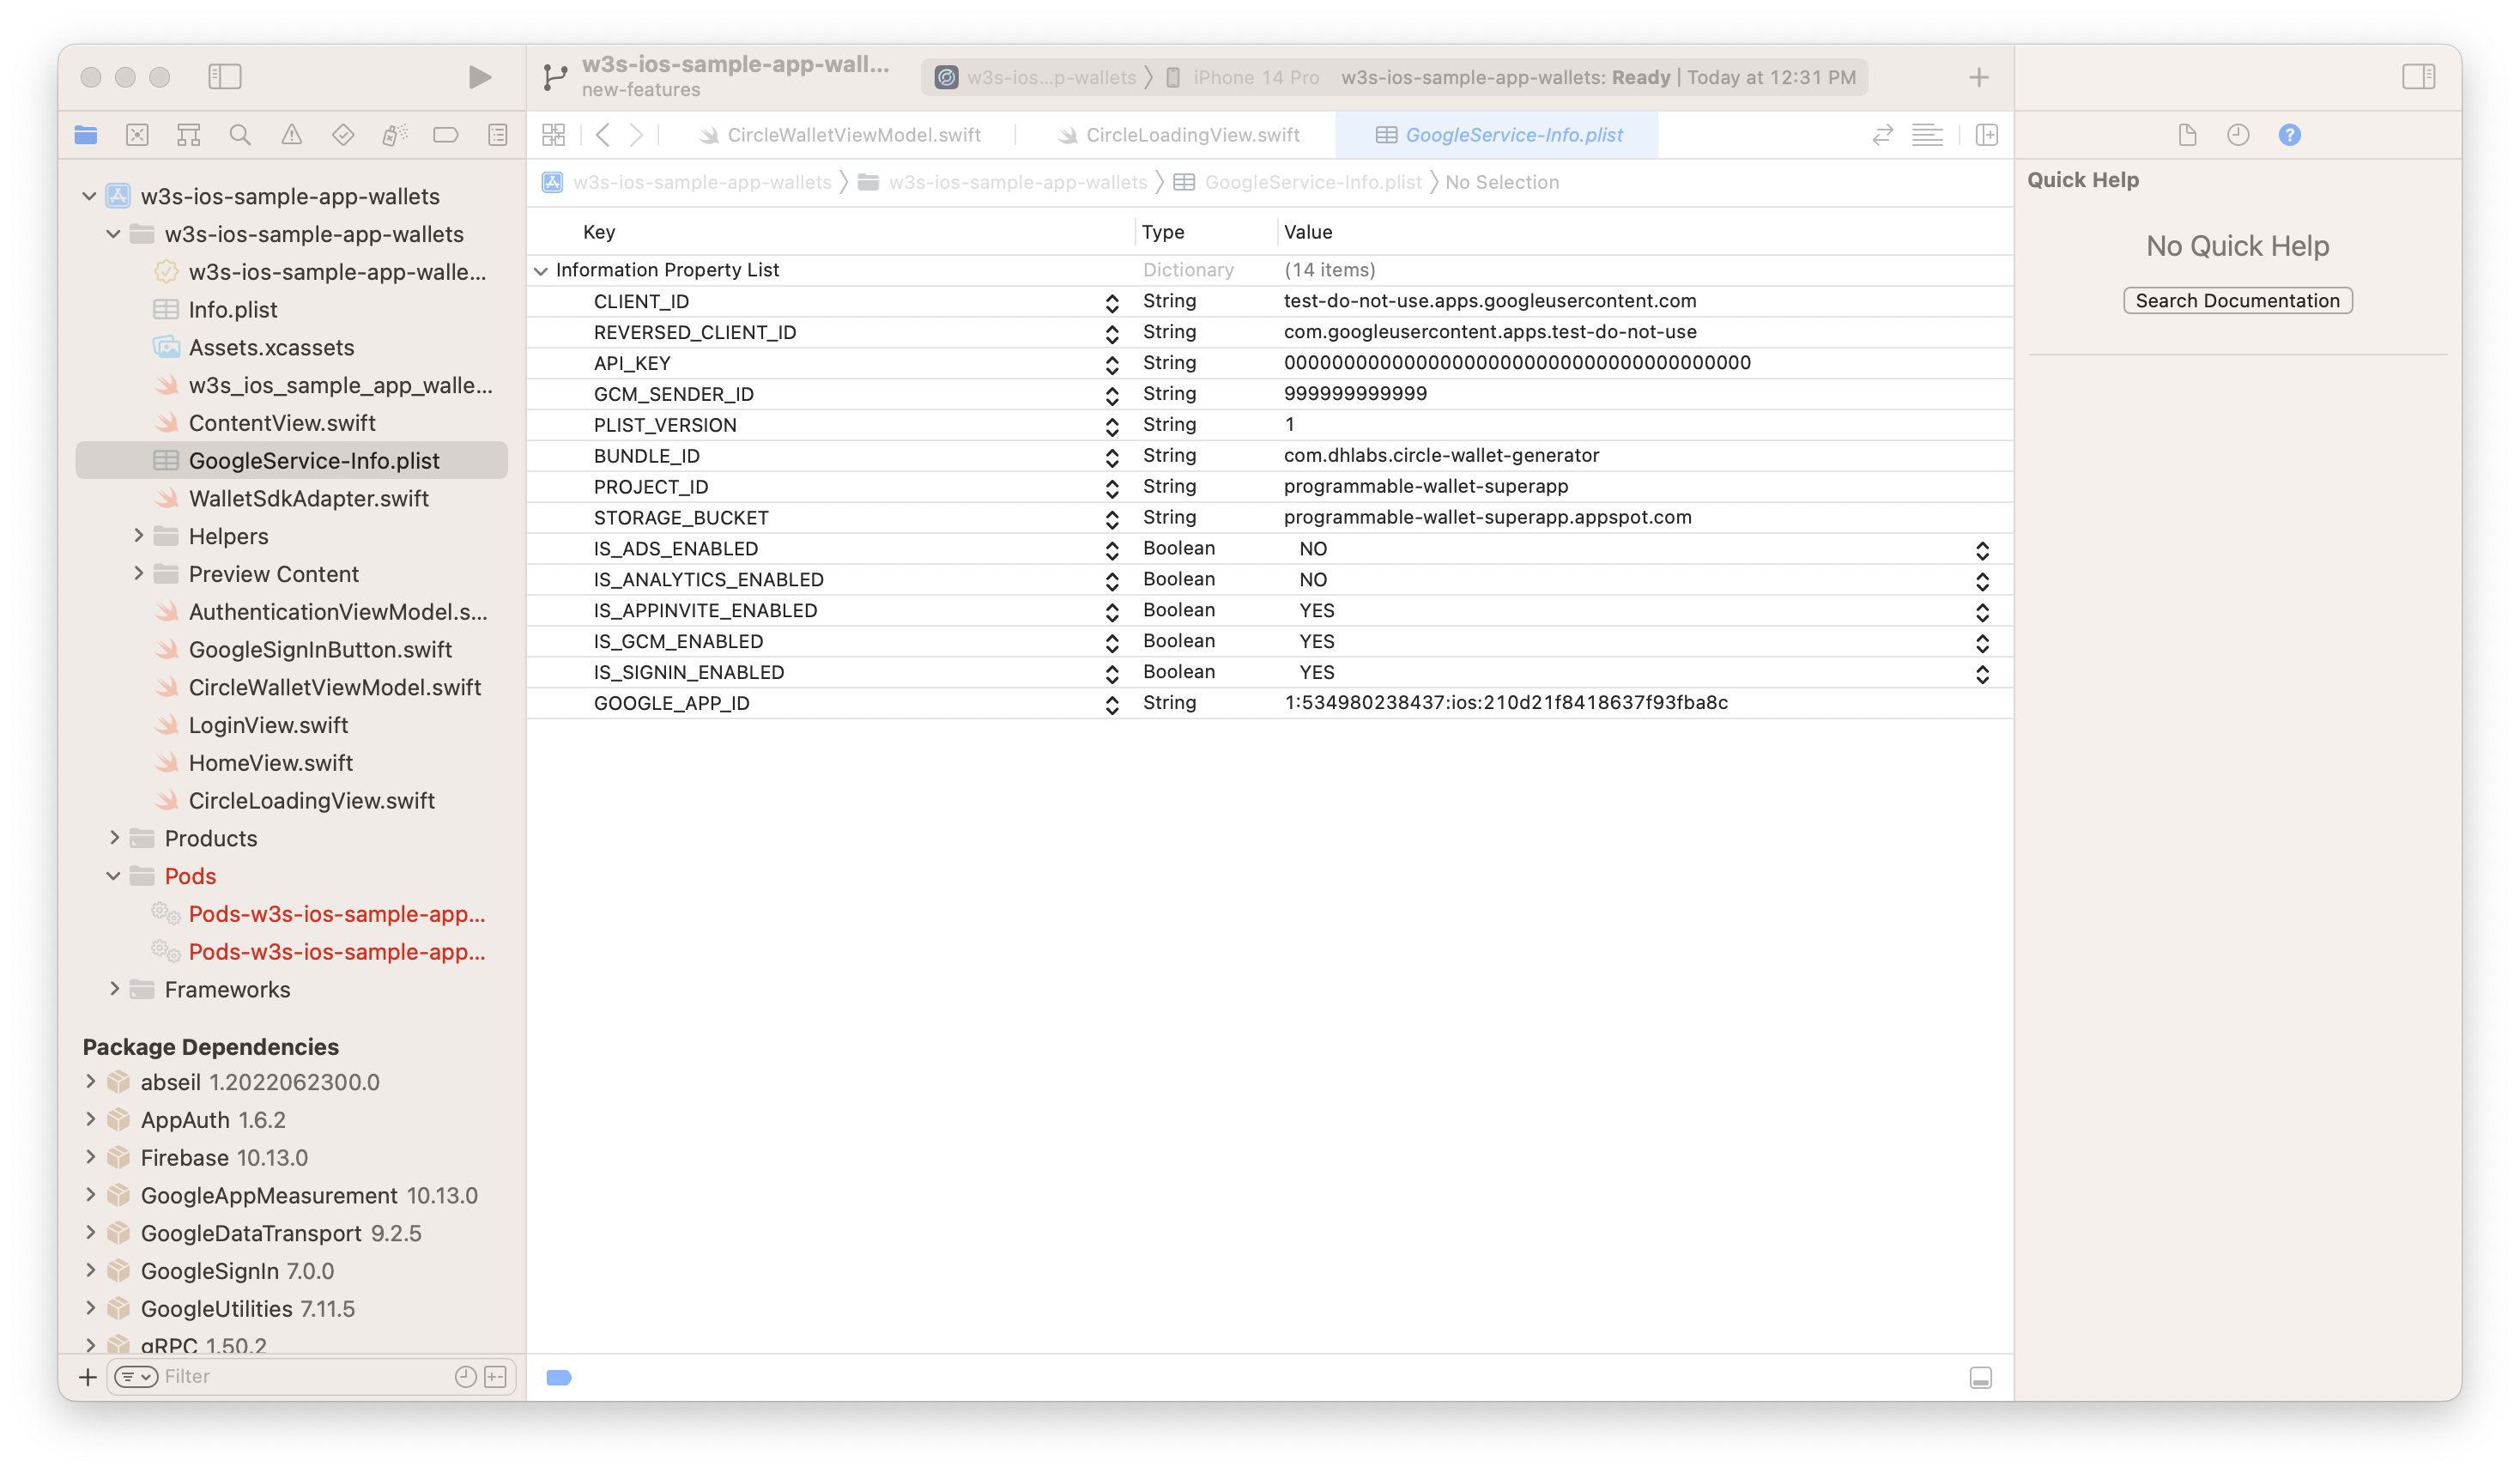 w3s-ios-sample-app-wall...
new-features
w3s-ios...p-wallets 〉 iPhone 14 Pro
w3s-ios-sample-app-wallets: Ready | Today at 12:31 PM
CircleWalletViewModel.swift
CircleLoadingView.swift
GoogleService-Info.plist
w3s-ios-sample-app-wallets 〉 w3s-ios-sample-app-wallets 〉 GoogleService-Info.plist 〉 No Selection
w3s-ios-sample-app-wallets
w3s-ios-sample-app-wallets
w3s-ios-sample-app-walle...
Info.plist
Assets.xcassets
w3s_ios_sample_app_walle...
ContentView.swift
GoogleService-Info.plist
WalletSdkAdapter.swift
Helpers
Preview Content
AuthenticationViewModel.s...
GoogleSignInButton.swift
CircleWalletViewModel.swift
LoginView.swift
HomeView.swift
CircleLoadingView.swift
Products
Pods
Pods-w3s-ios-sample-app...
Pods-w3s-ios-sample-app...
Frameworks
Package Dependencies
abseil 1.2022062300.0
AppAuth 1.6.2
Firebase 10.13.0
GoogleAppMeasurement 10.13.0
GoogleDataTransport 9.2.5
GoogleSignIn 7.0.0
GoogleUtilities 7.11.5
gRPC 1.50.2
Filter
Key Type Value
Information Property List Dictionary (14 items)
CLIENT_ID String test-do-not-use.apps.googleusercontent.com
REVERSED_CLIENT_ID String com.googleusercontent.apps.test-do-not-use
API_KEY String 000000000000000000000000000000000000000
GCM_SENDER_ID String 999999999999
PLIST_VERSION String 1
BUNDLE_ID String com.dhlabs.circle-wallet-generator
PROJECT_ID String programmable-wallet-superapp
STORAGE_BUCKET String programmable-wallet-superapp.appspot.com
IS_ADS_ENABLED Boolean NO
IS_ANALYTICS_ENABLED Boolean NO
IS_APPINVITE_ENABLED Boolean YES
IS_GCM_ENABLED Boolean YES
IS_SIGNIN_ENABLED Boolean YES
GOOGLE_APP_ID String 1:534980238437:ios:210d21f8418637f93fba8c
Quick Help
No Quick Help
Search Documentation